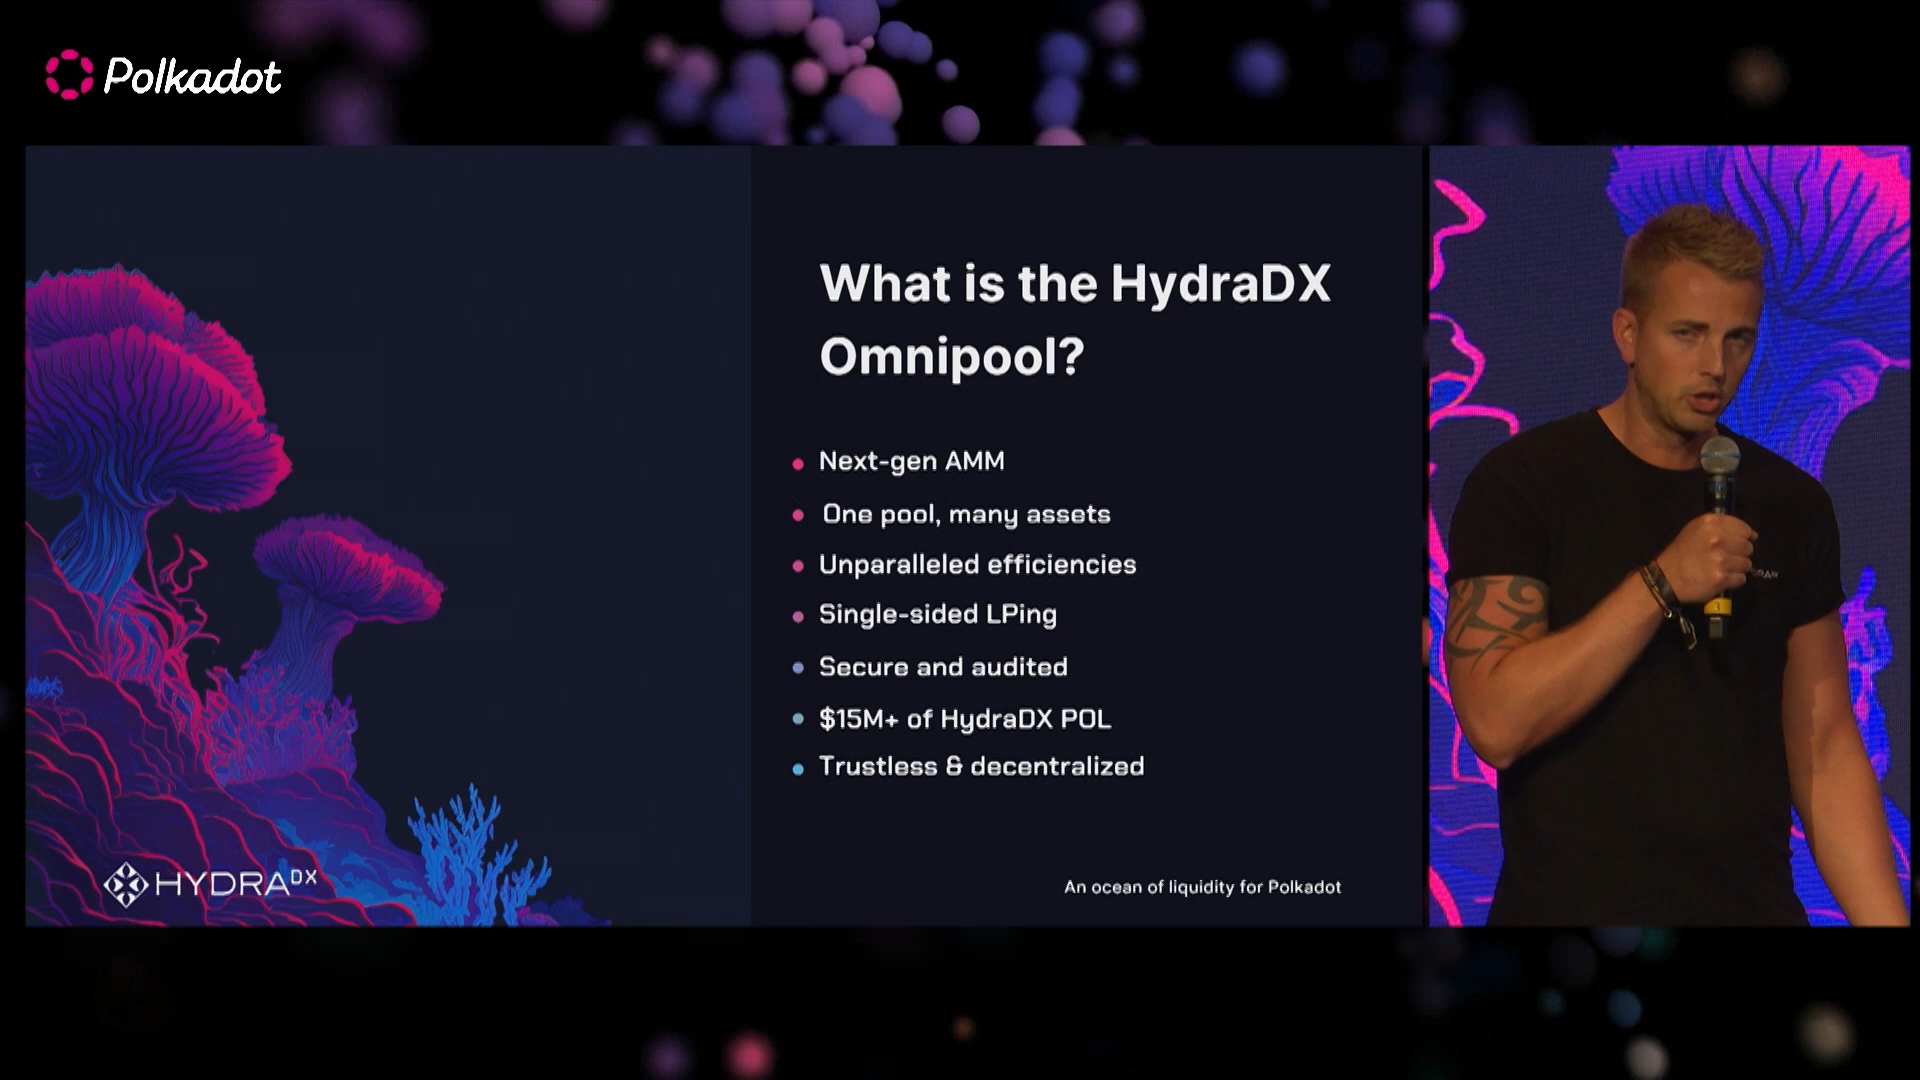 Polkadot
What is the HydraDX
Omnipool?
Next-gen AMM
One pool, many assets
Unparalleled efficiencies
Single-sided LPing
Secure and audited
$15M+ of HydraDX POL
Trustless & decentralized
HYDRADX
An ocean of liquidity for Polkadot
3